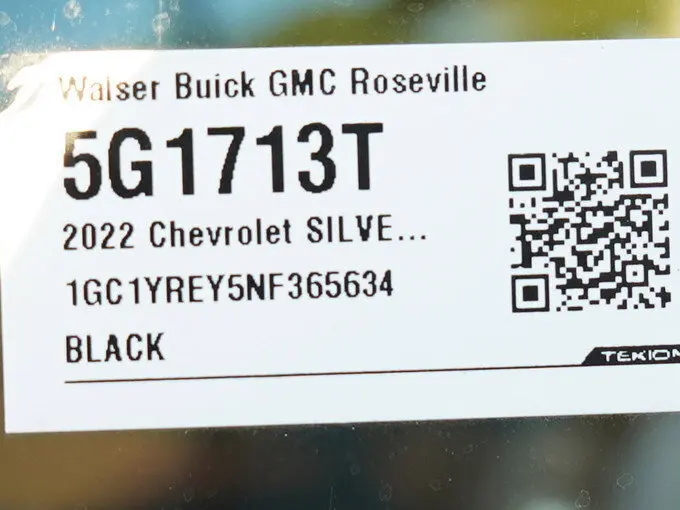 Walser Buick GMC Roseville
5G1713T
2022 Chevrolet SILVE...
1GC1YREY5NF365634
BLACK
TEKION